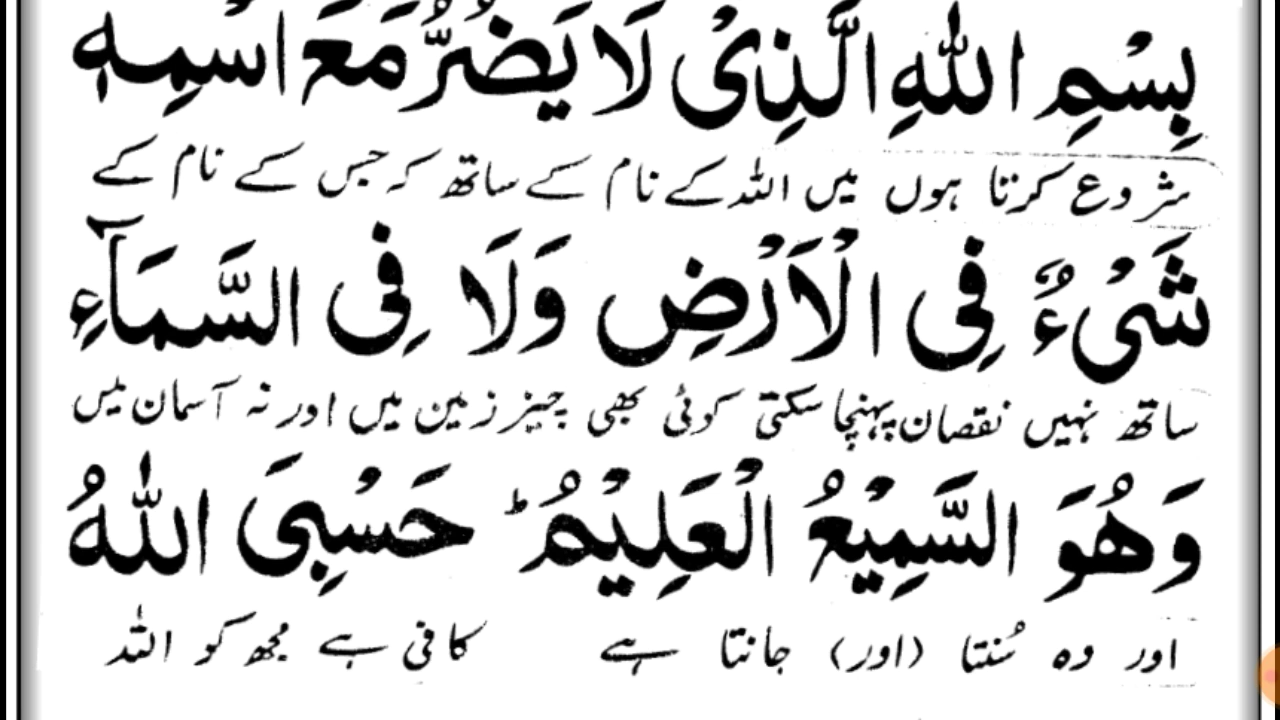 بِسْمِ اللّٰهِ الَّذِیْ لَا یَضُرُّ مَعَ اسْمِهٖ
شروع کرتا ہوں میں اللہ کے نام کے ساتھ کہ جس کے نام کے
شَیْءٌ فِی الْاَرْضِ وَلَا فِی السَّمَآءِ
ساتھ نہیں نقصان پہنچا سکتی کوئی بھی چیز زمین میں اور نہ آسمان میں
وَهُوَ السَّمِیْعُ الْعَلِیْمُ ؕ حَسْبِیَ اللّٰهُ
اور وہ سُنتا (اور) جانتا ہے کافی ہے مجھ کو اللہ